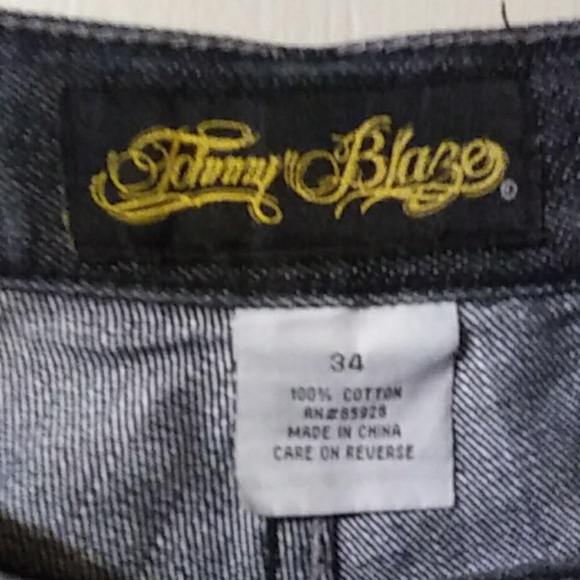 Johnny Blaze
©
34
100% COTTON
RN#85928
MADE IN CHINA
CARE ON REVERSE